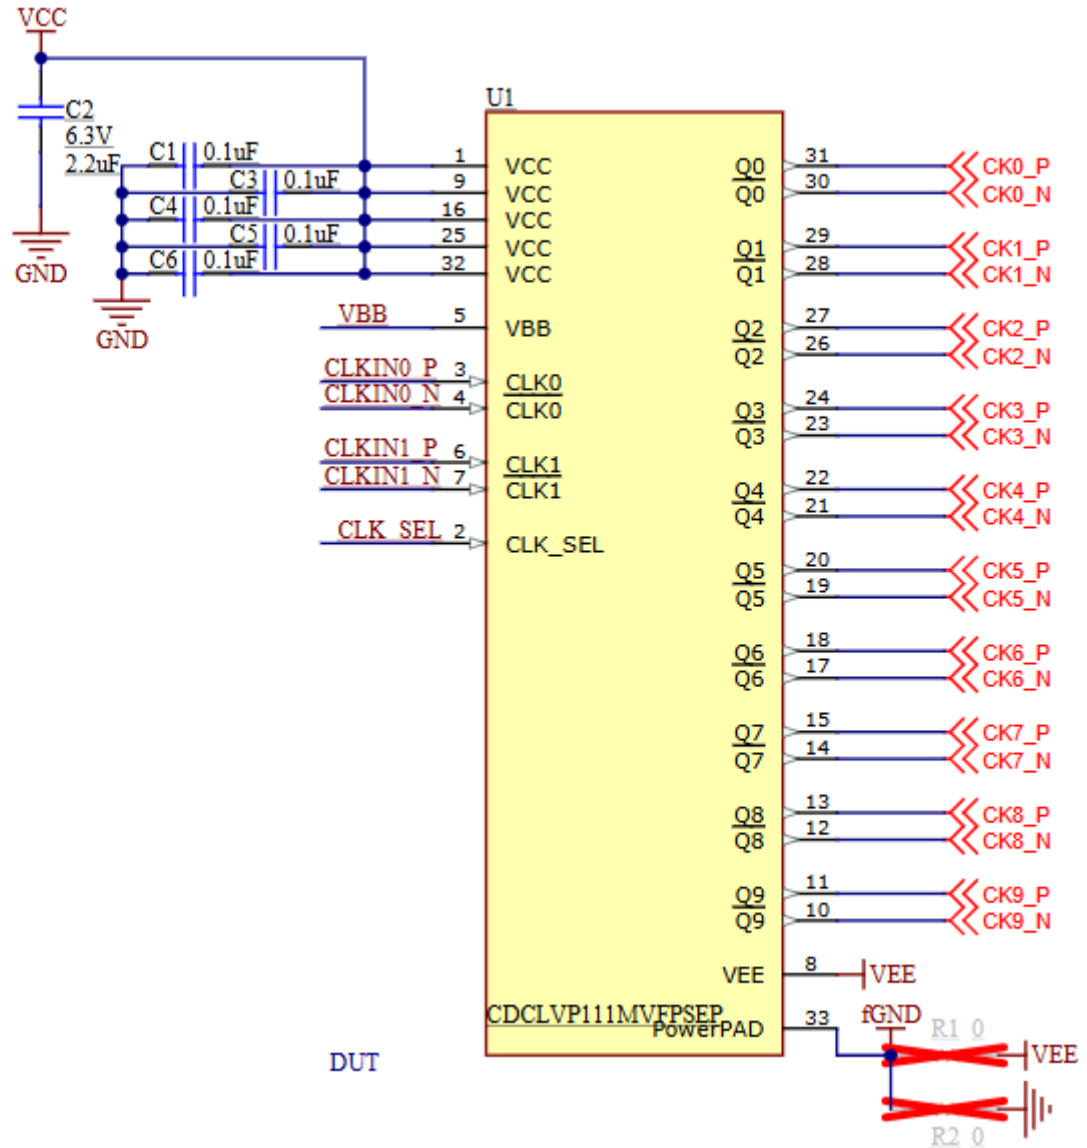 VCC
C2
6.3V
2.2uF
GND
C1 0.1uF
C3 0.1uF
C4 0.1uF
C5 0.1uF
C6 0.1uF
GND
U1
1 VCC
9 VCC
16 VCC
25 VCC
32 VCC
VBB 5 VBB
CLKIN0_P 3 CLK0
CLKIN0_N 4 CLK0
CLKIN1_P 6 CLK1
CLKIN1_N 7 CLK1
CLK_SEL 2 CLK_SEL
Q0 31 CK0_P
Q0 30 CK0_N
Q1 29 CK1_P
Q1 28 CK1_N
Q2 27 CK2_P
Q2 26 CK2_N
Q3 24 CK3_P
Q3 23 CK3_N
Q4 22 CK4_P
Q4 21 CK4_N
Q5 20 CK5_P
Q5 19 CK5_N
Q6 18 CK6_P
Q6 17 CK6_N
Q7 15 CK7_P
Q7 14 CK7_N
Q8 13 CK8_P
Q8 12 CK8_N
Q9 11 CK9_P
Q9 10 CK9_N
VEE 8 VEE
CDCLVP111MVFPSEP
PowerPAD 33
fGND
R1 0
VEE
R2 0
DUT